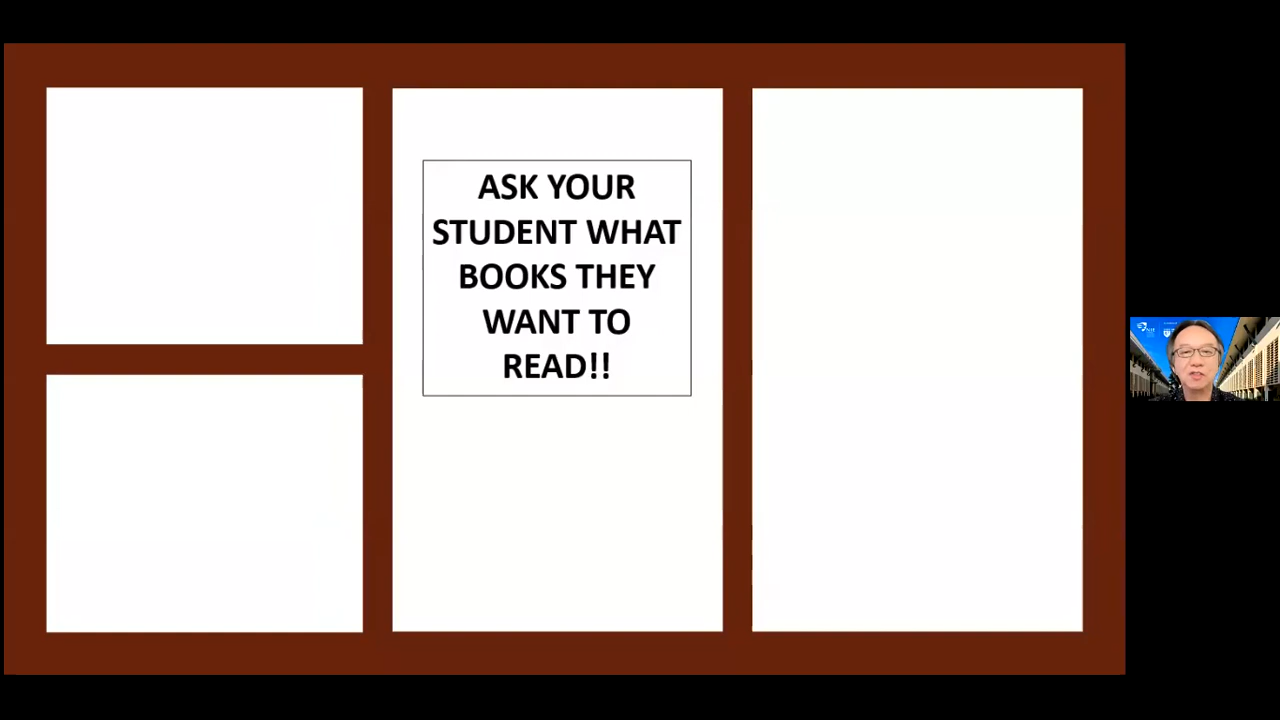 ASK YOUR
STUDENT WHAT
BOOKS THEY
WANT TO
READ!!